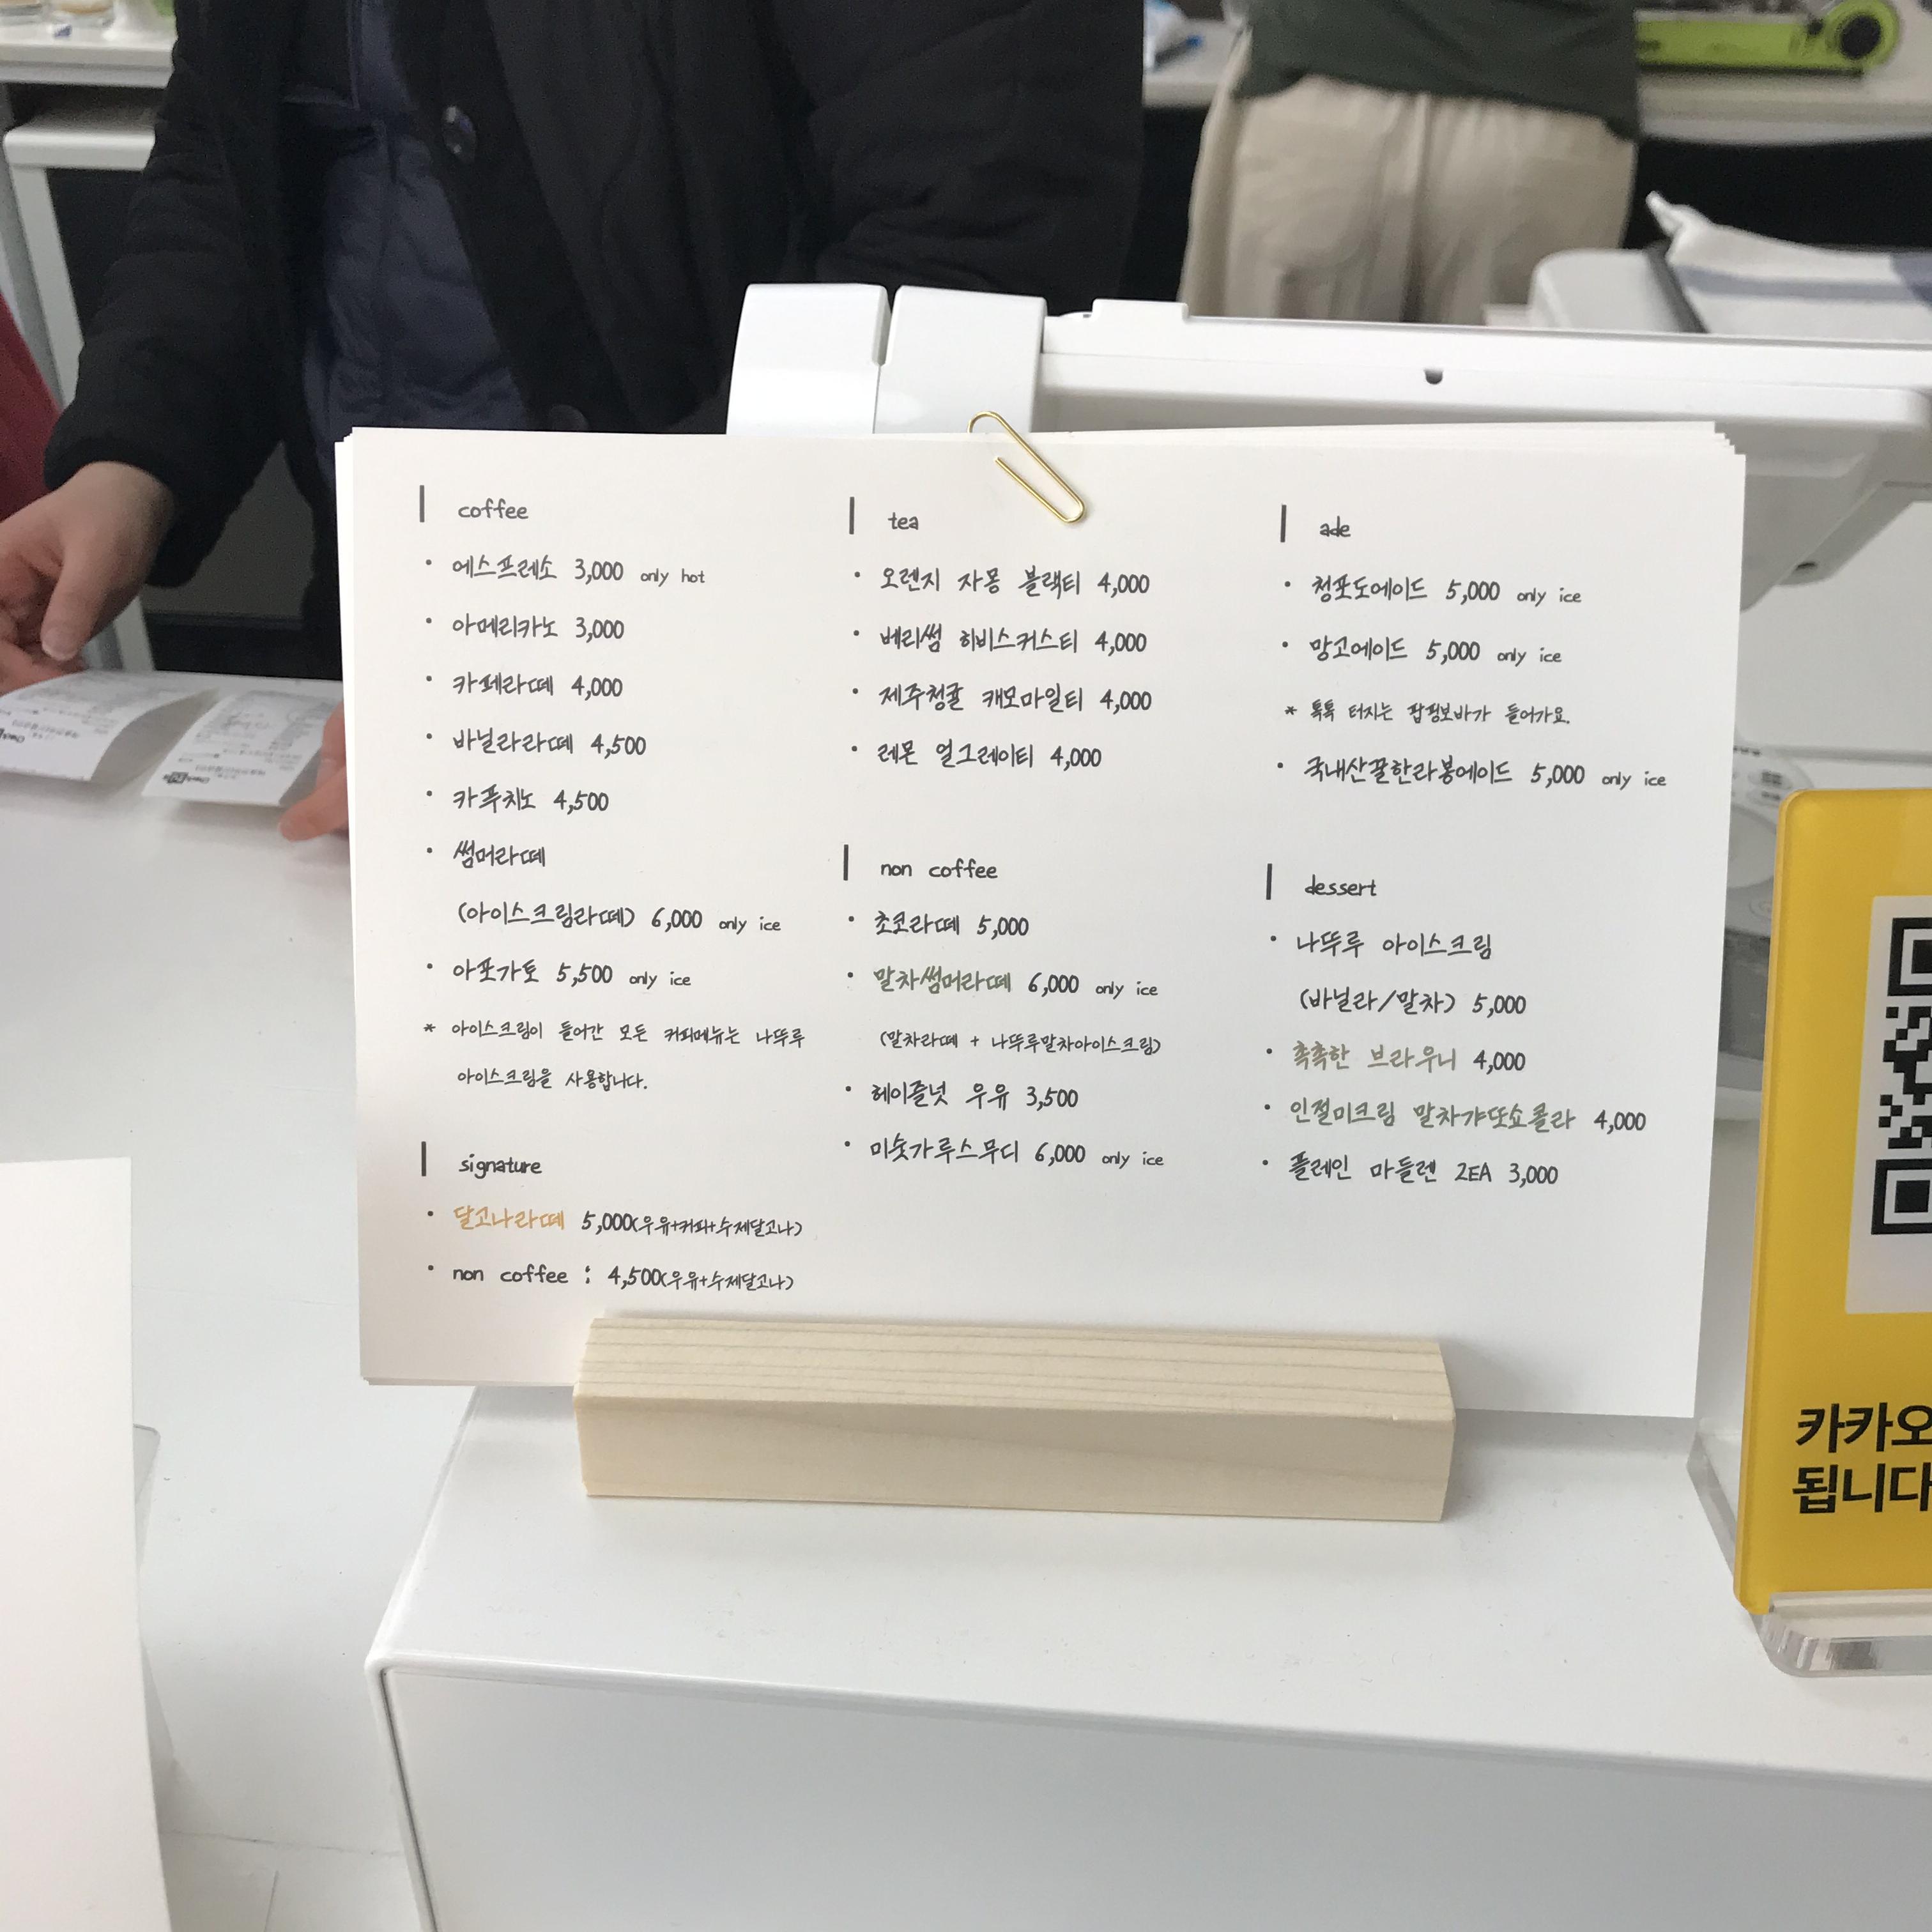 coffee
· 에스프레소 3,000 only hot
· 아메리카노 3,000
· 카페라떼 4,000
· 바닐라라떼 4,500
· 카푸치노 4,500
· 썸머라떼
(아이스크림라떼) 6,000 only ice
· 아포가토 5,500 only ice
* 아이스크림이 들어간 모든 커피메뉴는 나뚜루
아이스크림을 사용합니다.
signature
· 달고나라떼 5,000(우유+커피+수제달고나)
· non coffee : 4,500(우유+수제달고나)
tea
· 오렌지 자몽 블랙티 4,000
· 베리썸 히비스커스티 4,000
· 제주청귤 캐모마일티 4,000
· 레몬 얼그레이티 4,000
non coffee
· 초코라떼 5,000
· 말차썸머라떼 6,000 only ice
(말차라떼 + 나뚜루말차아이스크림)
· 헤이즐넛 우유 3,500
· 미숫가루스무디 6,000 only ice
ade
· 청포도에이드 5,000 only ice
· 망고에이드 5,000 only ice
* 톡톡 터지는 팝핑보바가 들어가요.
· 국내산꿀한라봉에이드 5,000 only ice
dessert
· 나뚜루 아이스크림
(바닐라/말차) 5,000
· 촉촉한 브라우니 4,000
· 인절미크림 말차갸또쇼콜라 4,000
· 플레인 마들렌 2EA 3,000
카카오
됩니다